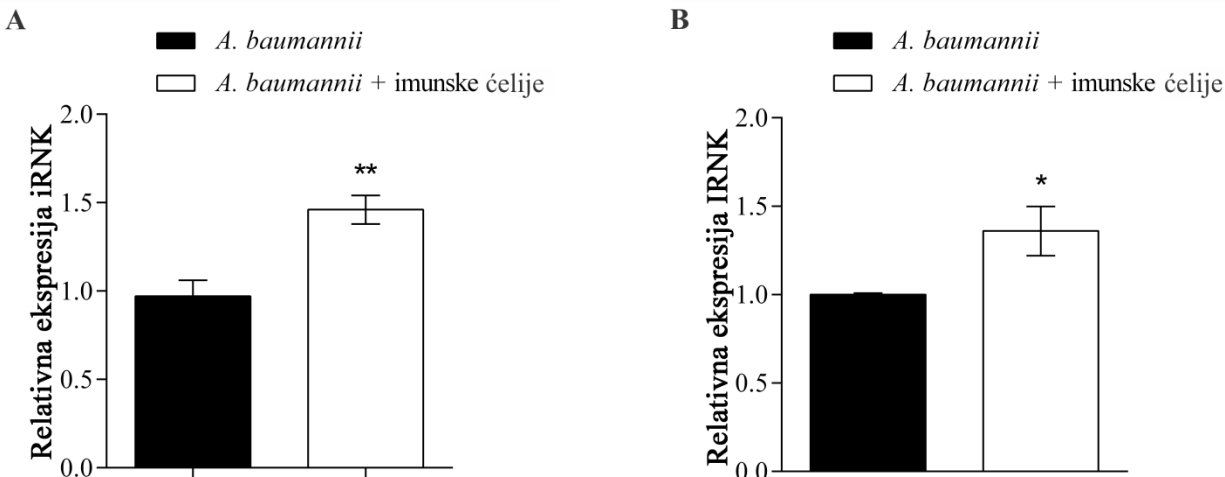 A
A. baumannii
A. baumannii + imunske ćelije
Relativna ekspresija iRNK
2.0
1.5
1.0
0.5
0.0
**
B
A. baumannii
A. baumannii + imunske ćelije
Relativna ekspresija IRNK
2.0
1.5
1.0
0.5
0.0
*